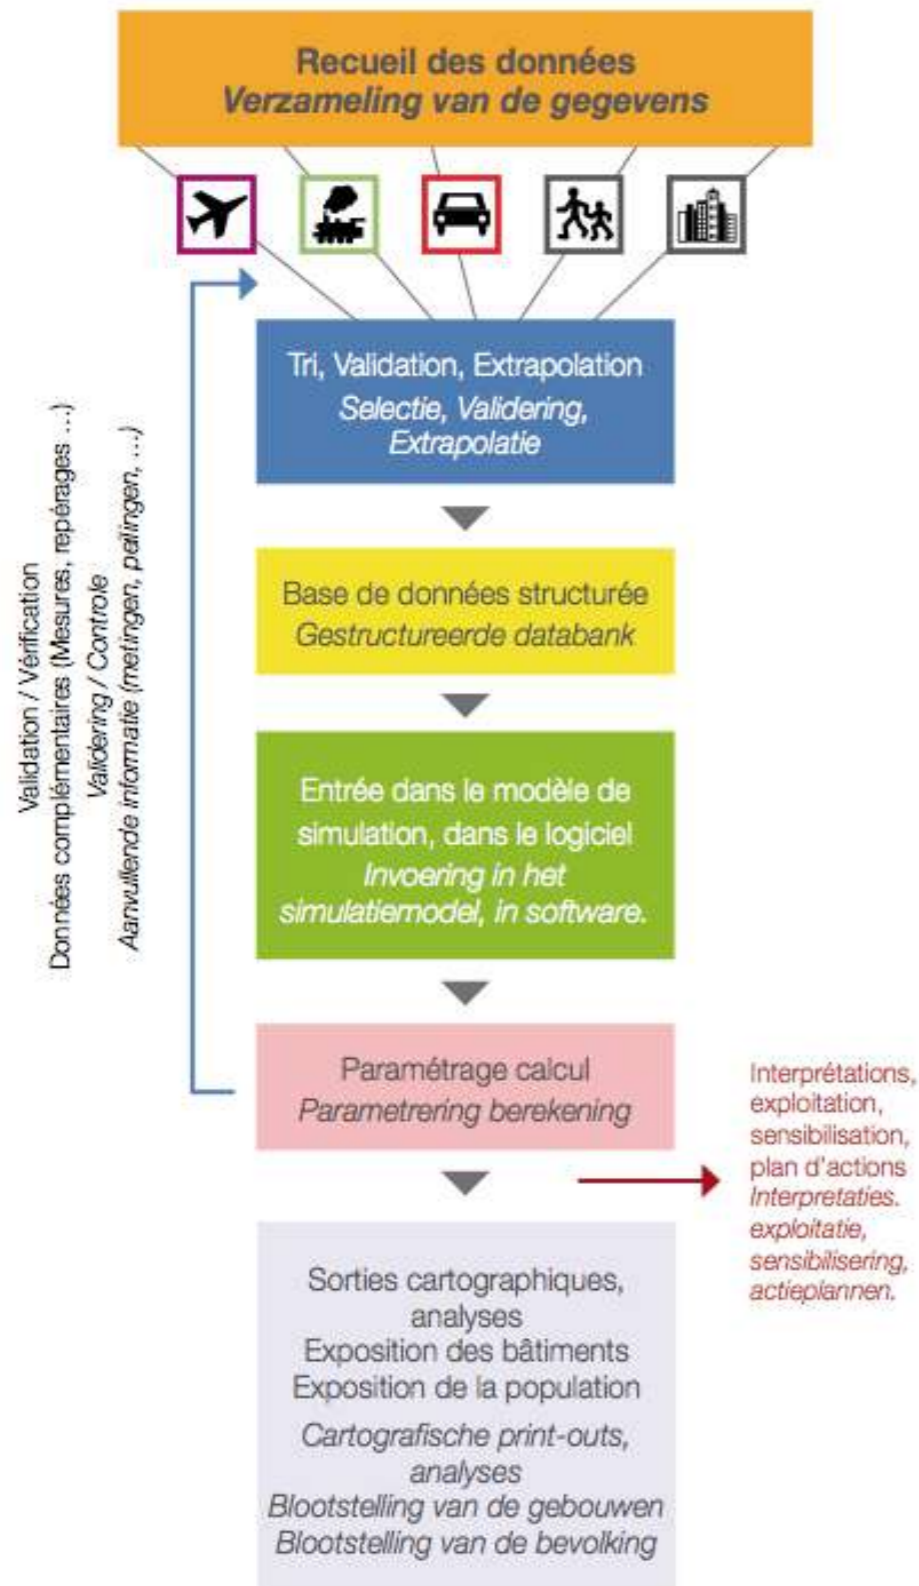 Recueil des données
Verzameling van de gegevens
Tri, Validation, Extrapolation
Selectie, Validering,
Extrapolatie
Base de données structurée
Gestructureerde databank
Entrée dans le modèle de
simulation, dans le logiciel
Invoering in het
simulatiemodel, in software.
Paramétrage calcul
Parametrering berekening
Sorties cartographiques,
analyses
Exposition des bâtiments
Exposition de la population
Cartografische print-outs,
analyses
Blootstelling van de gebouwen
Blootstelling van de bevolking
Validation / Vérification
Données complémentaires (Mesures, repérages ...)
Validering / Controle
Aanvullende informatie (metingen, peilingen, ...)
Interprétations,
exploitation,
sensibilisation,
plan d'actions
Interpretaties.
exploitatie,
sensibilisering,
actieplannen.